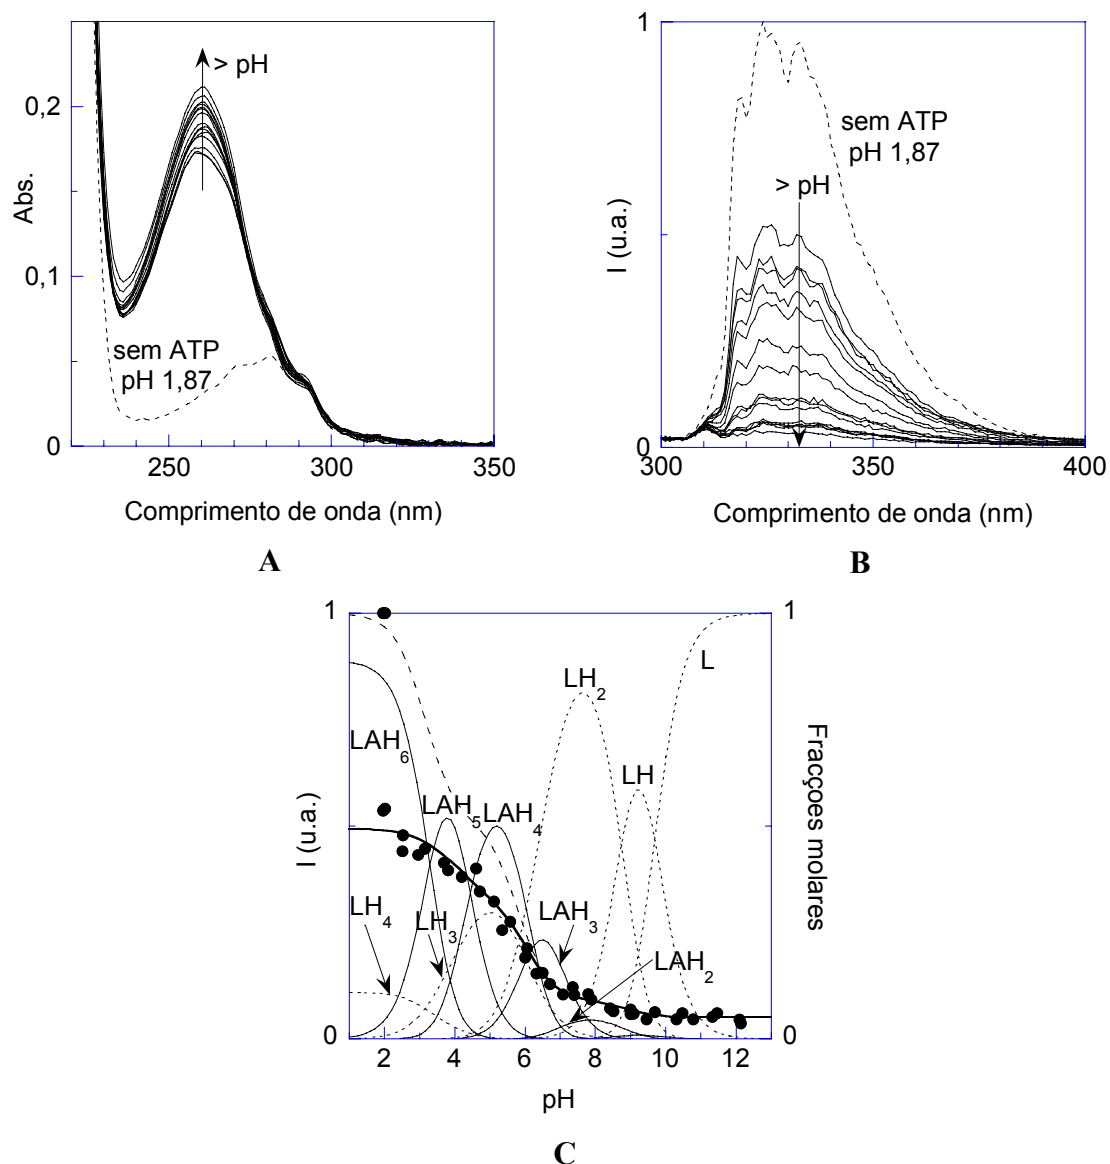 0,2
0,1
0
Abs.
> pH
sem ATP
pH 1,87
250
300
350
Comprimento de onda (nm)
A
1
0
I (u.a.)
sem ATP
pH 1,87
> pH
300
350
400
Comprimento de onda (nm)
B
1
0
I (u.a.)
1
0
Fracçoes molares
LAH6
LAH5
LAH4
LH4
LH3
LAH3
LAH2
LH2
LH
L
2
4
6
8
10
12
pH
C